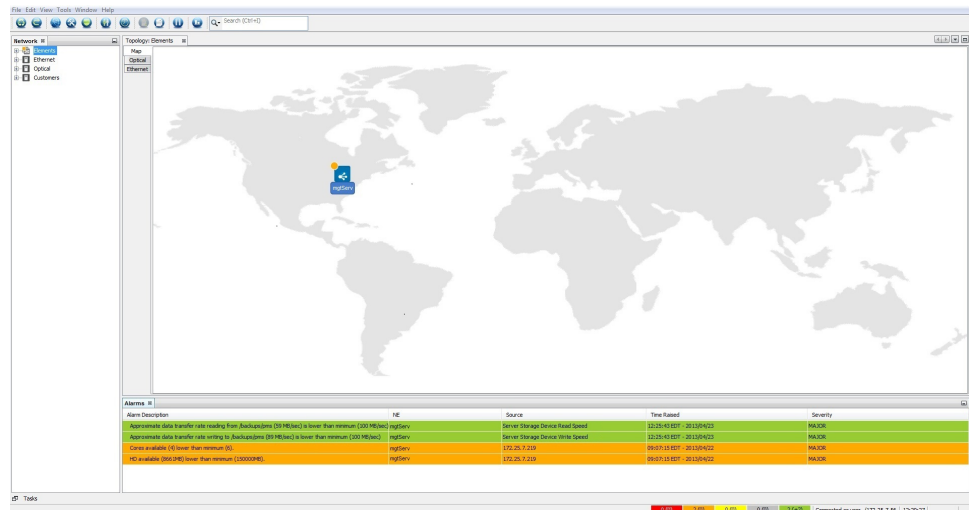 File Edit View Tools Window Help
Search (Ctrl+I)
Network
Elements
Ethernet
Optical
Customers
Topology: Elements
Map
Optical
Ethernet
mgtServ
Alarms
Alarm Description NE Source Time Raised Severity
Approximate data transfer rate reading from /backups/pms (59 MB/sec) is lower than minimum (100 MB/sec) mgtServ Server Storage Device Read Speed 12:25:43 EDT - 2013/04/23 MAJOR
Approximate data transfer rate writing to /backups/pms (89 MB/sec) is lower than minimum (100 MB/sec) mgtServ Server Storage Device Write Speed 12:25:43 EDT - 2013/04/23 MAJOR
Cores available (4) lower than minimum (6). mgtServ 172.25.7.219 09:07:15 EDT - 2013/04/22 MAJOR
HD available (8661MB) lower than minimum (150000MB). mgtServ 172.25.7.219 09:07:15 EDT - 2013/04/22 MAJOR
Tasks